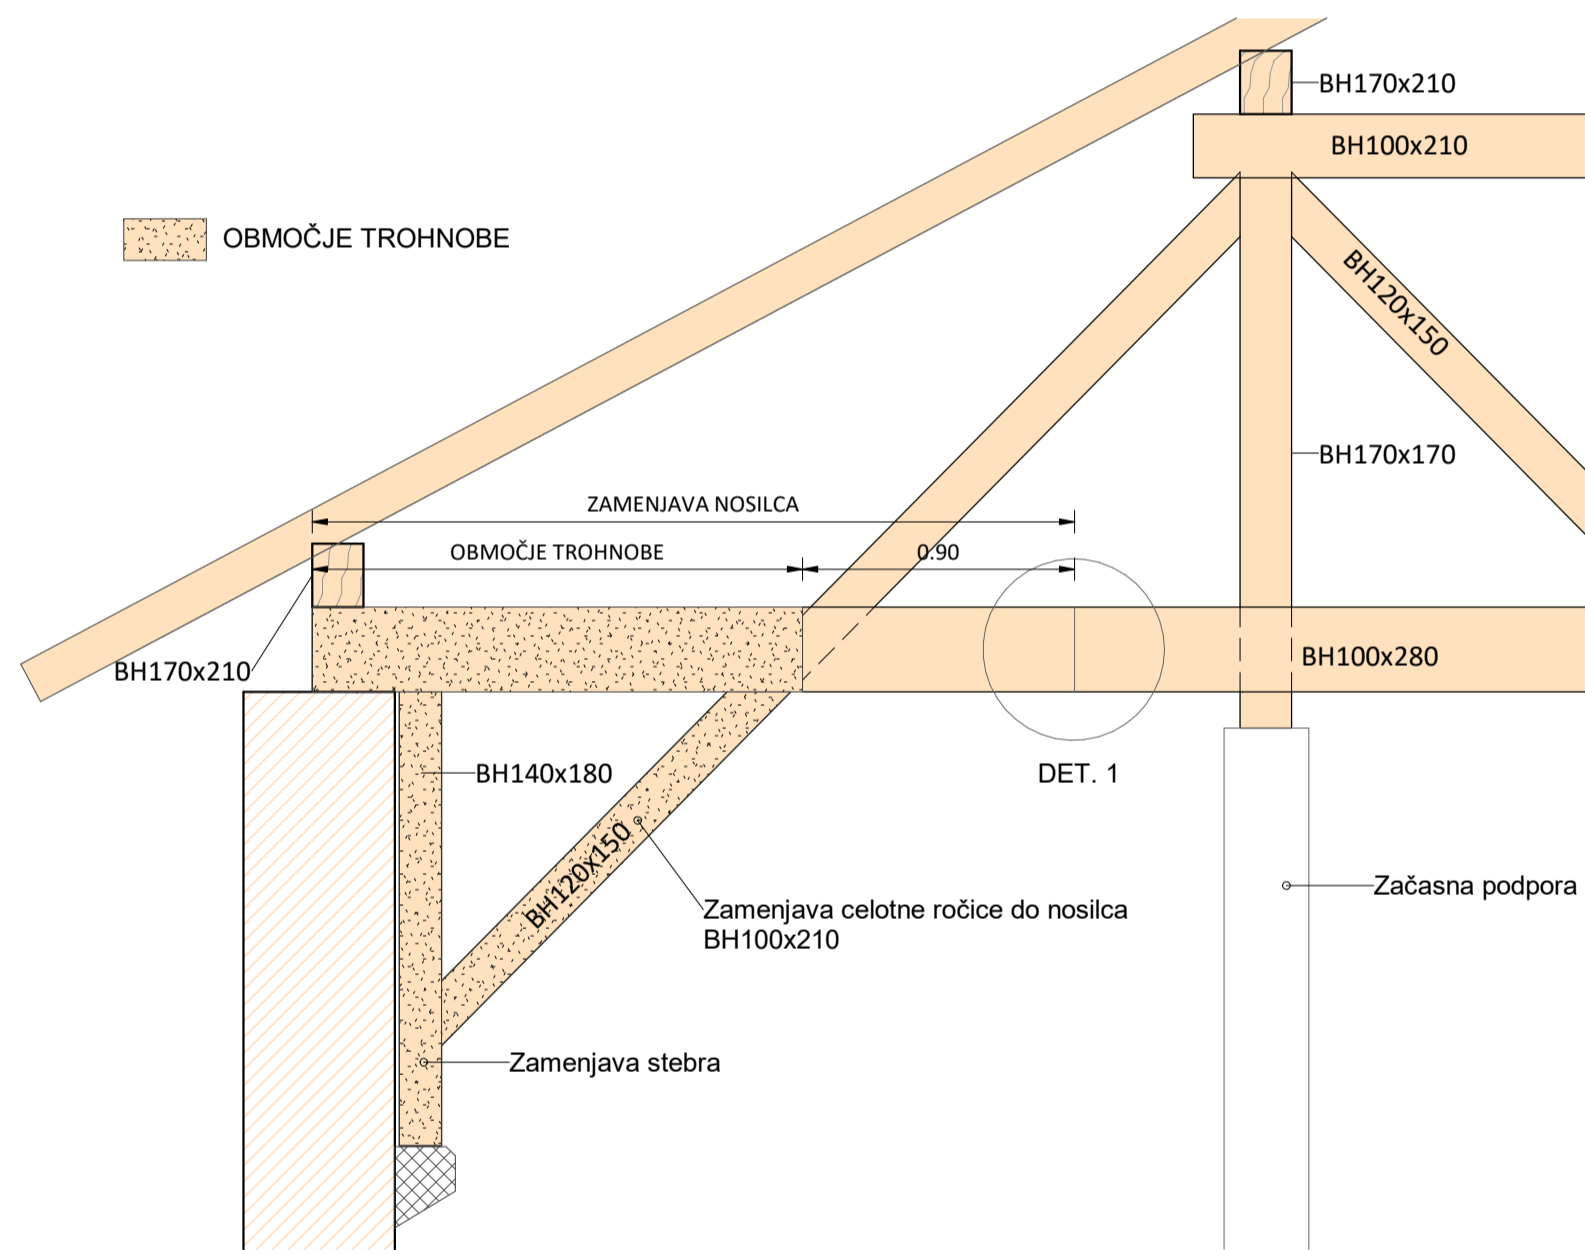 BH170x210
BH100x210
OBMOČJE TROHNOBE
BH120x150
BH170x170
ZAMENJAVA NOSILCA
OBMOČJE TROHNOBE
0.90
BH170x210
BH100x280
BH140x180
DET. 1
BH120x150
Začasna podpora
Zamenjava celotne ročice do nosilca
BH100x210
Zamenjava stebra